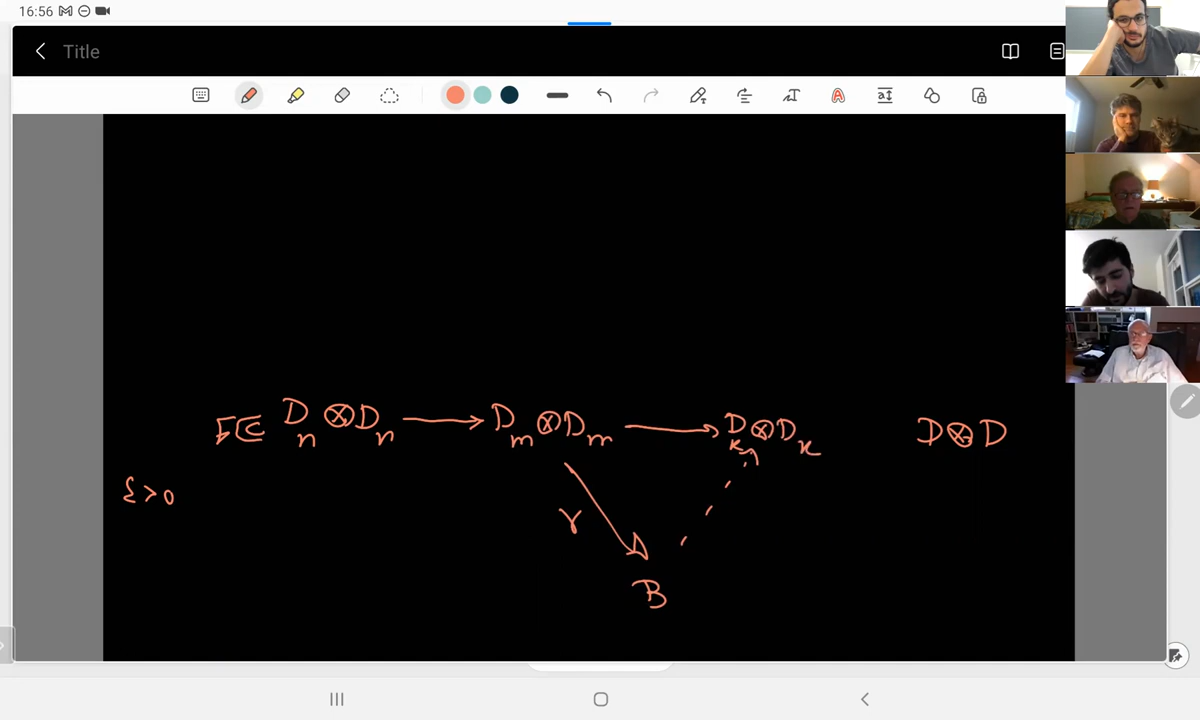 16:56
Title
F ∈ D_n ⊗ D_n ⟶ D_m ⊗ D_m ⟶ D_k ⊗ D_k D ⊗ D
ε > 0
γ
B